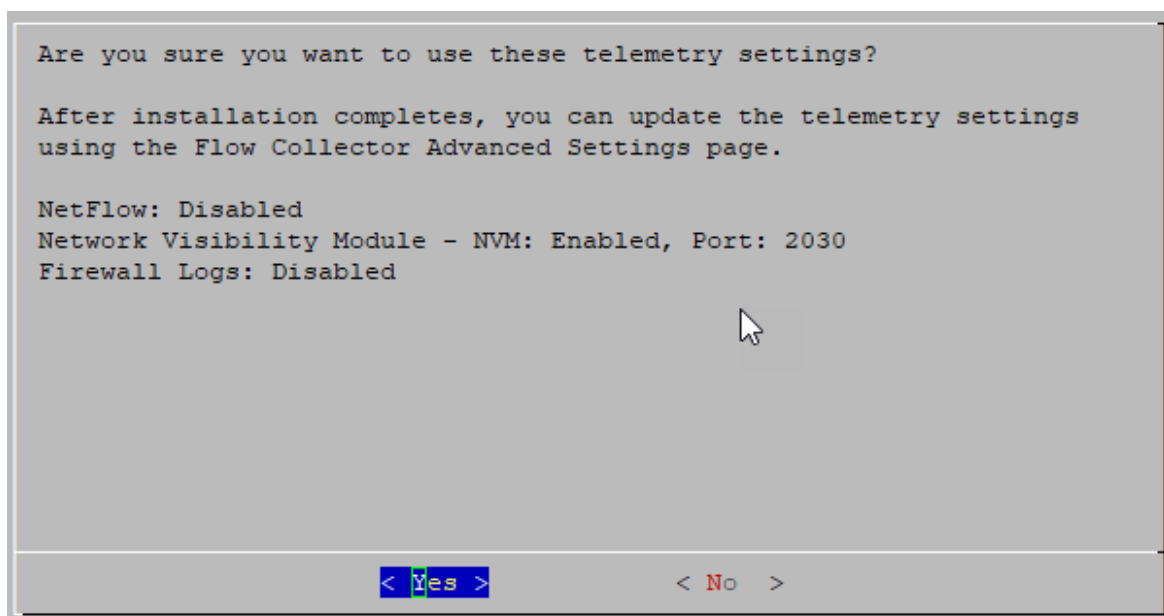 Are you sure you want to use these telemetry settings?
After installation completes, you can update the telemetry settings
using the Flow Collector Advanced Settings page.
NetFlow: Disabled
Network Visibility Module - NVM: Enabled, Port: 2030
Firewall Logs: Disabled
< Yes > < No >